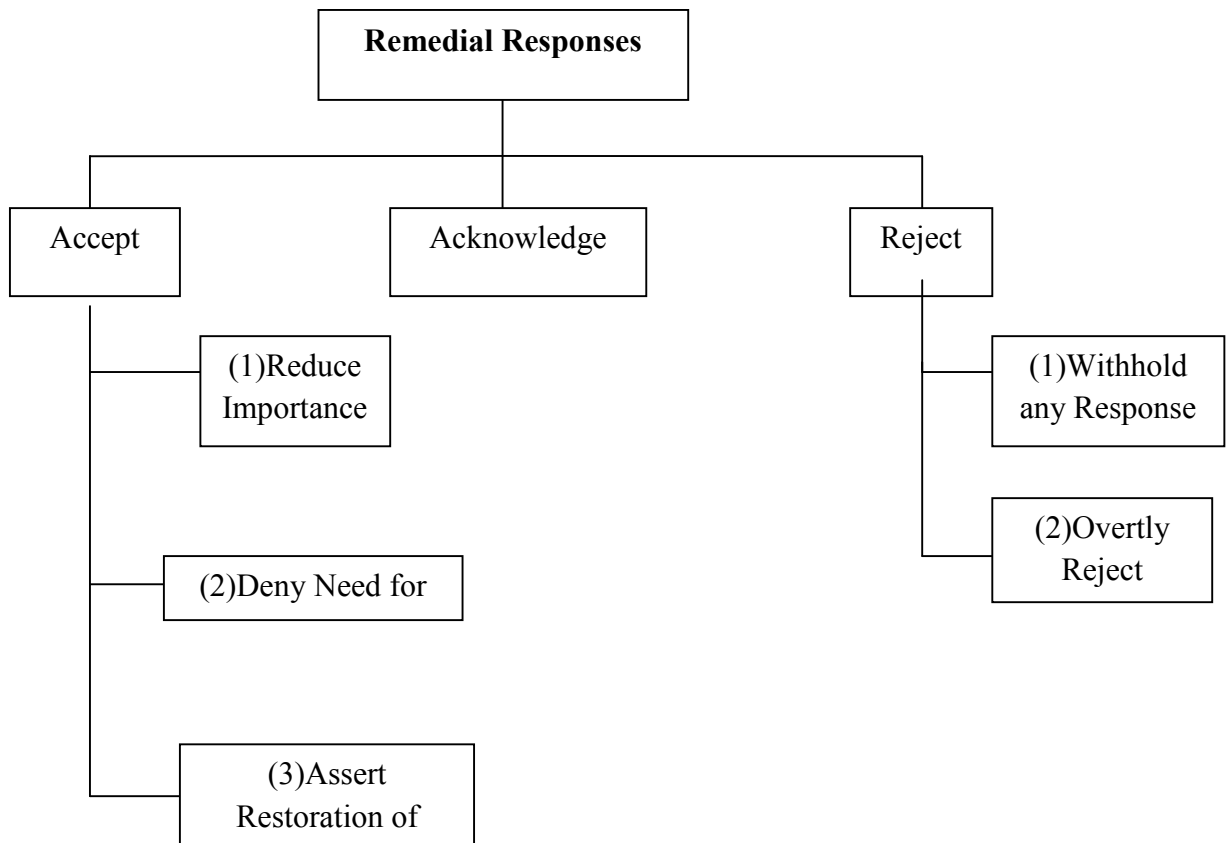 Remedial Responses
Accept
Acknowledge
Reject
(1)Reduce
Importance
(1)Withhold
any Response
(2)Overtly
Reject
(2)Deny Need for
(3)Assert
Restoration of